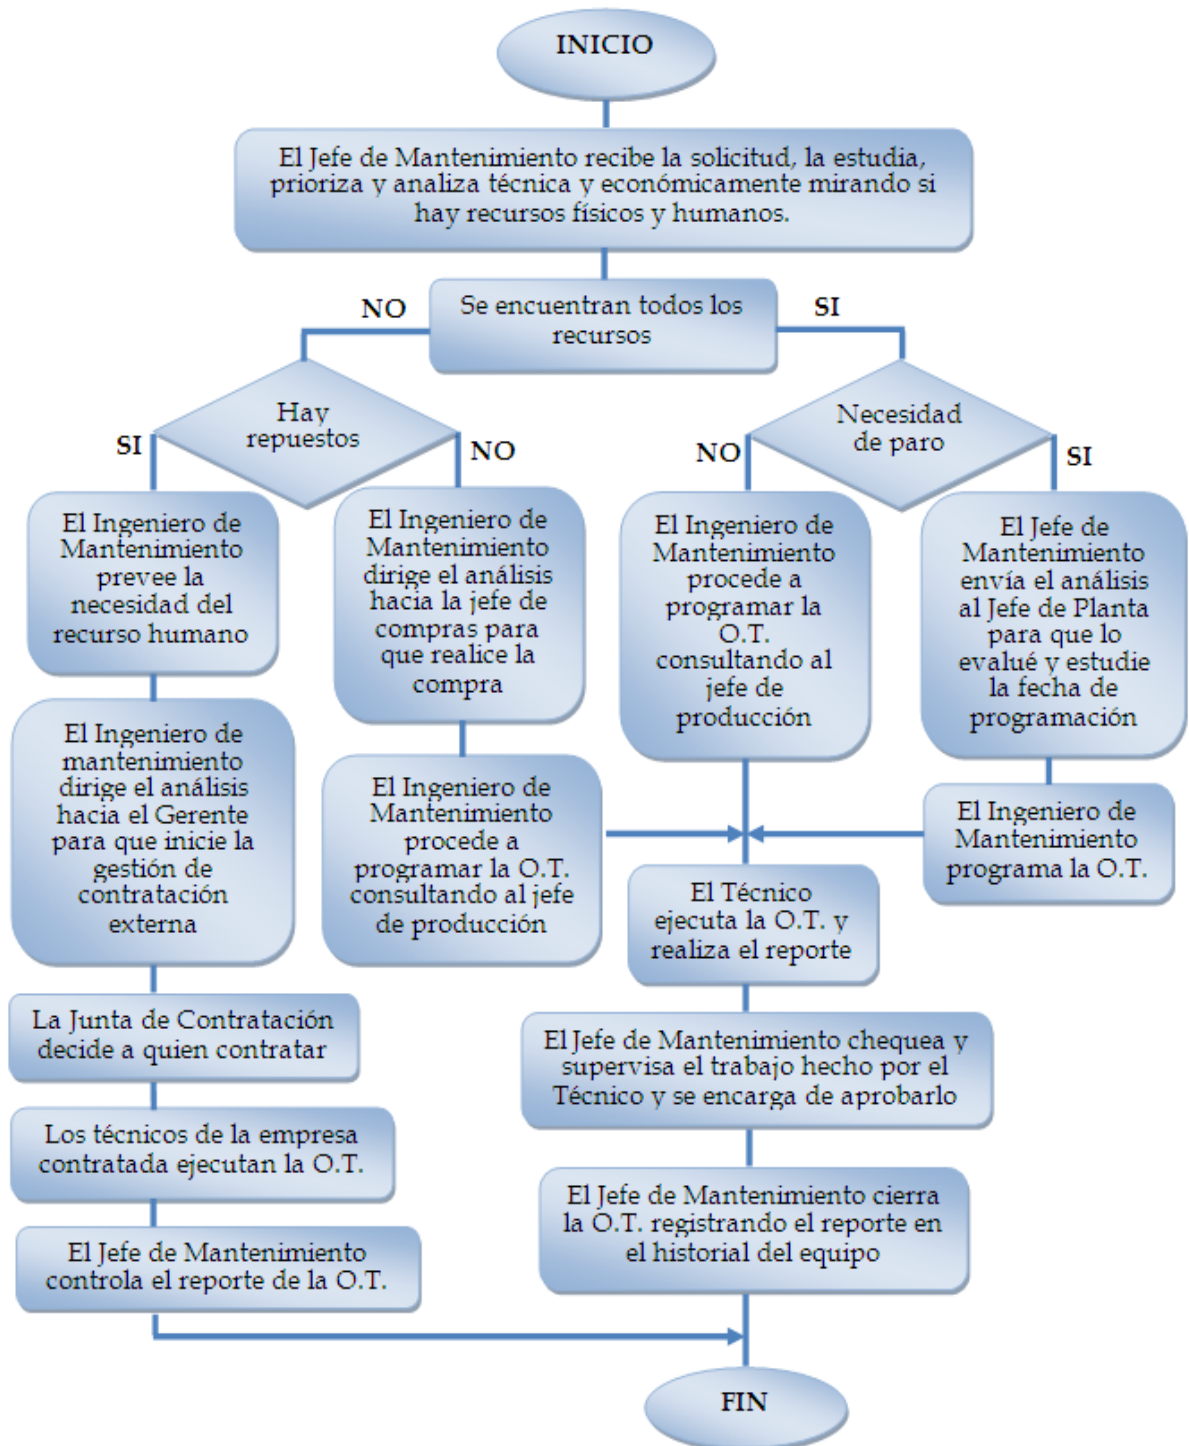 INICIO
El Jefe de Mantenimiento recibe la solicitud, la estudia,
prioriza y analiza técnica y económicamente mirando si
hay recursos físicos y humanos.
NO
Se encuentran todos los
recursos
SI
Hay
repuestos
SI
NO
Necesidad
de paro
NO
SI
El Ingeniero de
Mantenimiento
prevee la
necesidad del
recurso humano
El Ingeniero de
Mantenimiento
dirige el análisis
hacia la jefe de
compras para
que realice la
compra
El Ingeniero de
Mantenimiento
procede a
programar la
O.T.
consultando al
jefe de
producción
El Jefe de
Mantenimiento
envía el análisis
al Jefe de Planta
para que lo
evalué y estudie
la fecha de
programación
El Ingeniero de
mantenimiento
dirige el análisis
hacia el Gerente
para que inicie la
gestión de
contratación
externa
El Ingeniero de
Mantenimiento
procede a
programar la O.T.
consultando al jefe
de producción
El Ingeniero de
Mantenimiento
programa la O.T.
El Técnico
ejecuta la O.T. y
realiza el reporte
La Junta de Contratación
decide a quien contratar
El Jefe de Mantenimiento chequea y
supervisa el trabajo hecho por el
Técnico y se encarga de aprobarlo
Los técnicos de la empresa
contratada ejecutan la O.T.
El Jefe de Mantenimiento cierra
la O.T. registrando el reporte en
el historial del equipo
El Jefe de Mantenimiento
controla el reporte de la O.T.
FIN